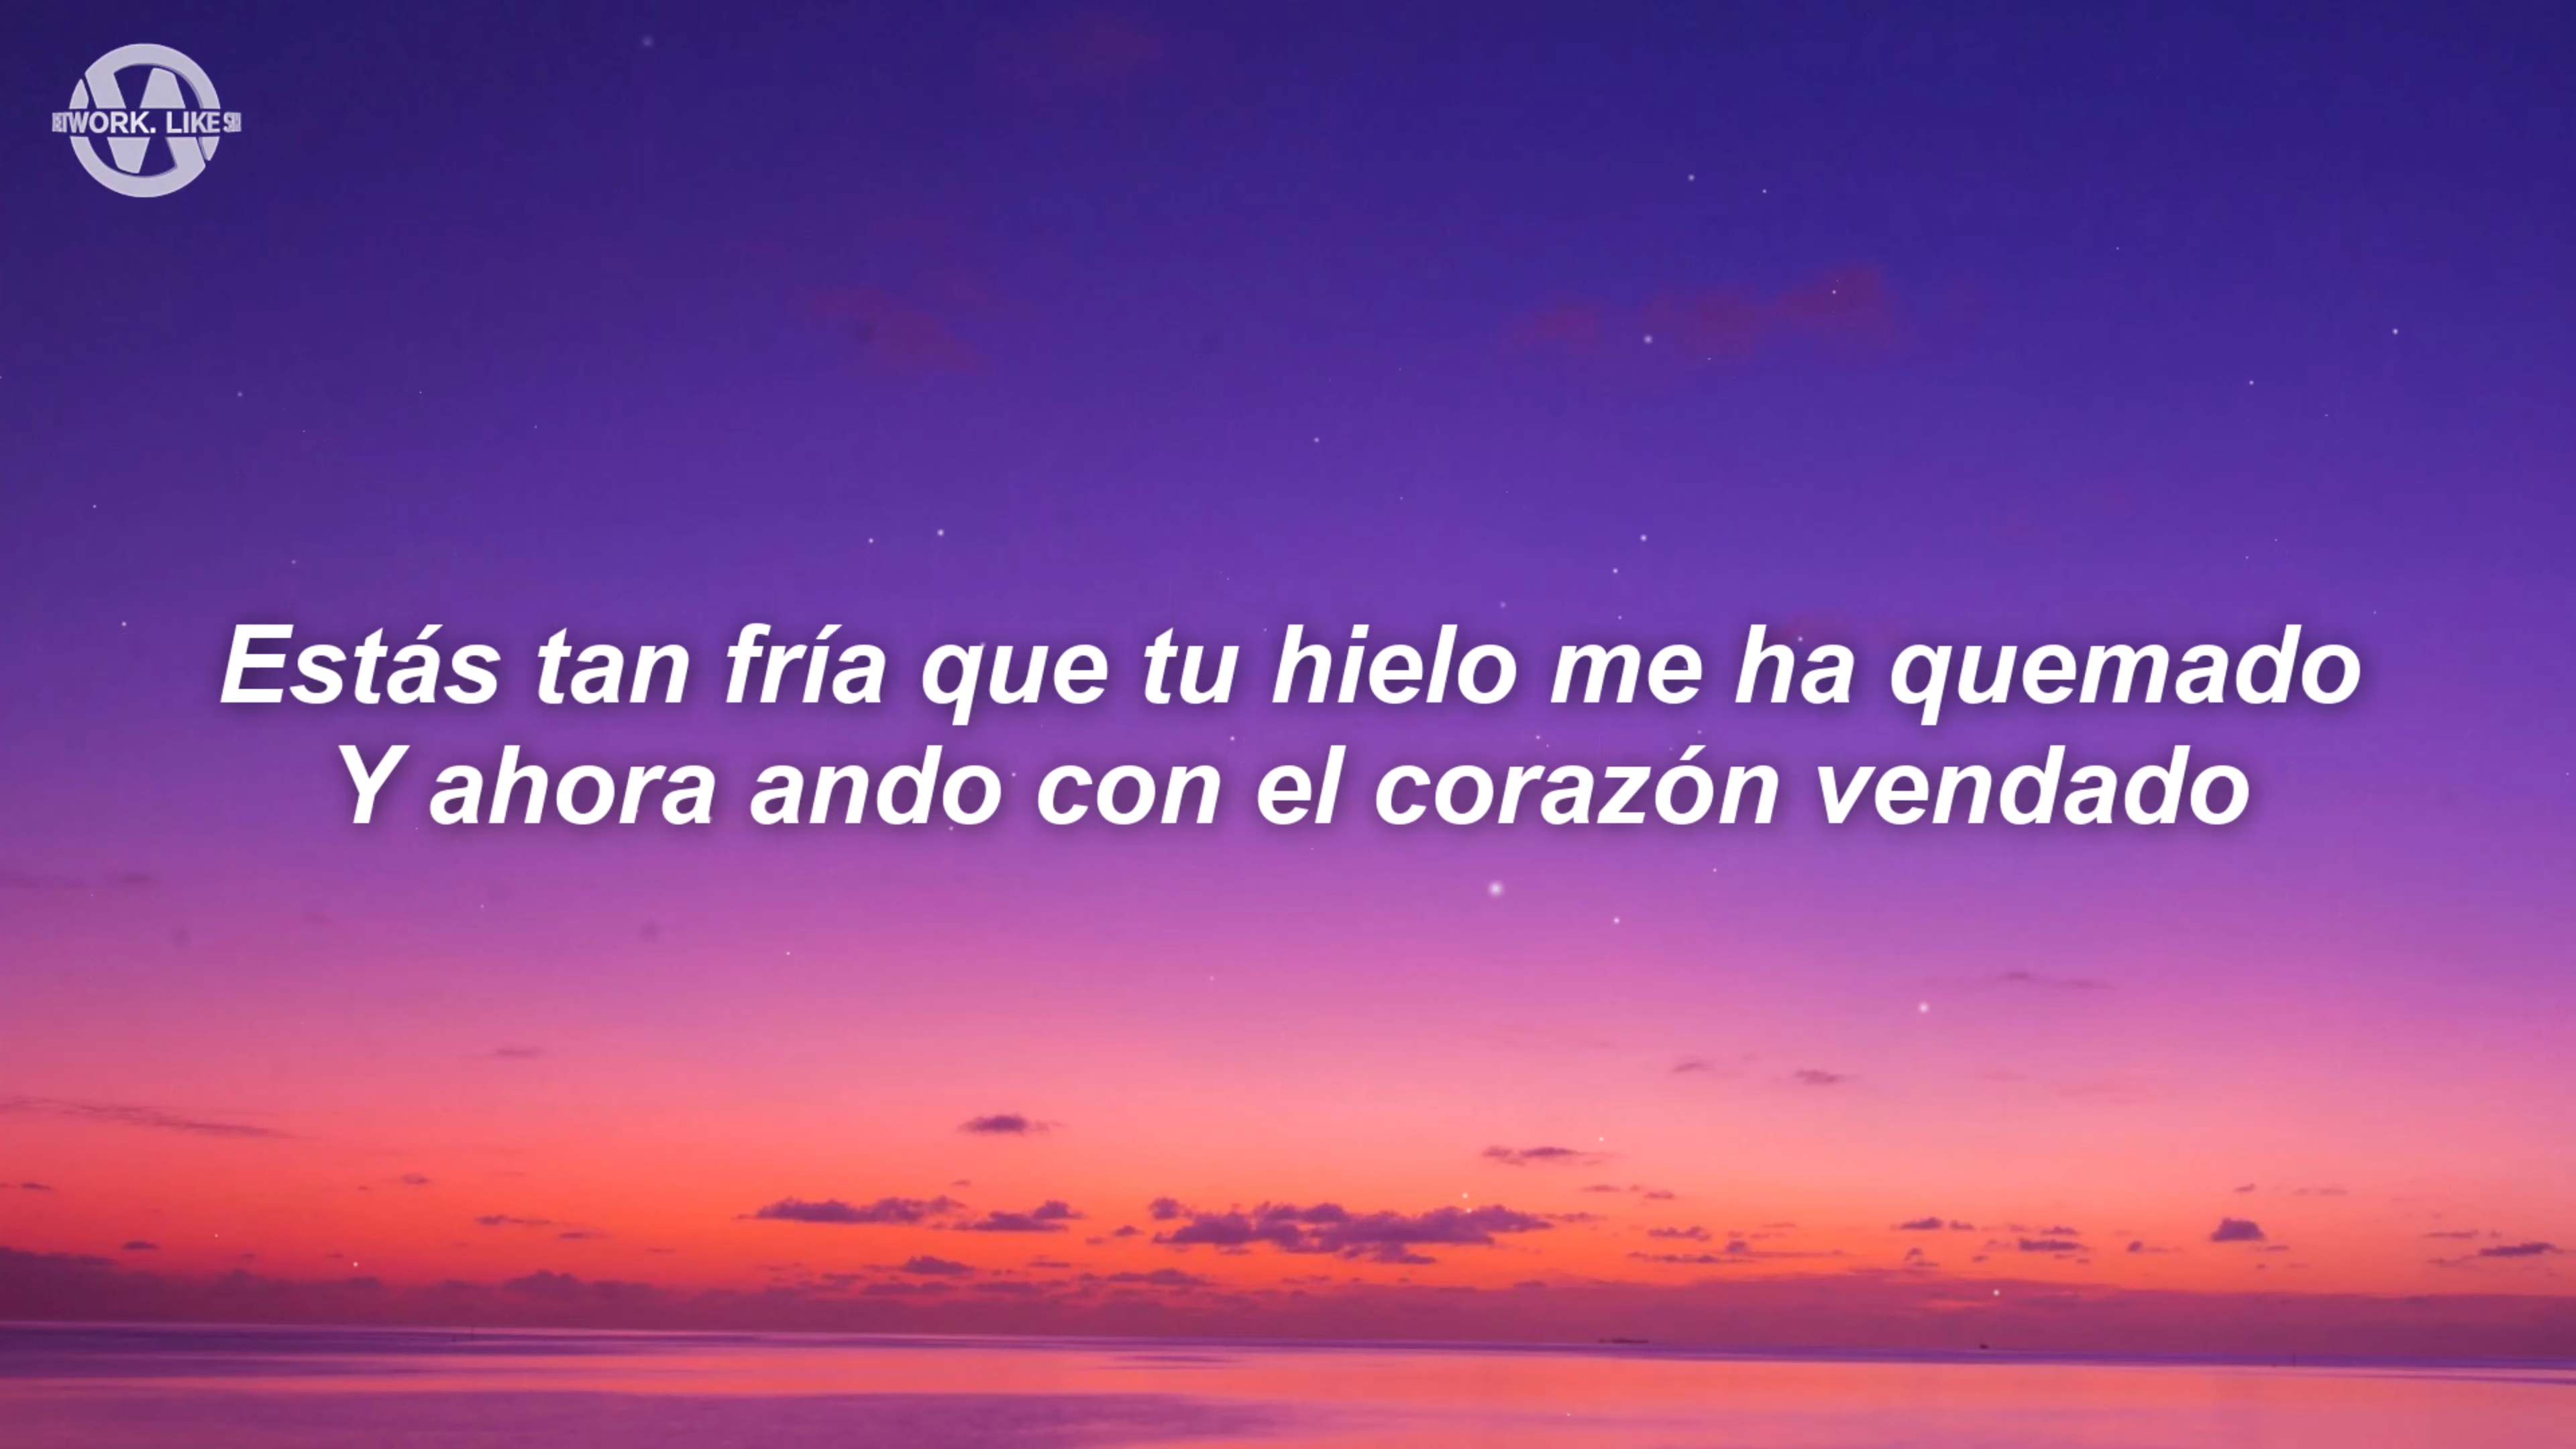 WORK. LIKE
Estás tan fría que tu hielo me ha quemado
Y ahora ando con el corazón vendado